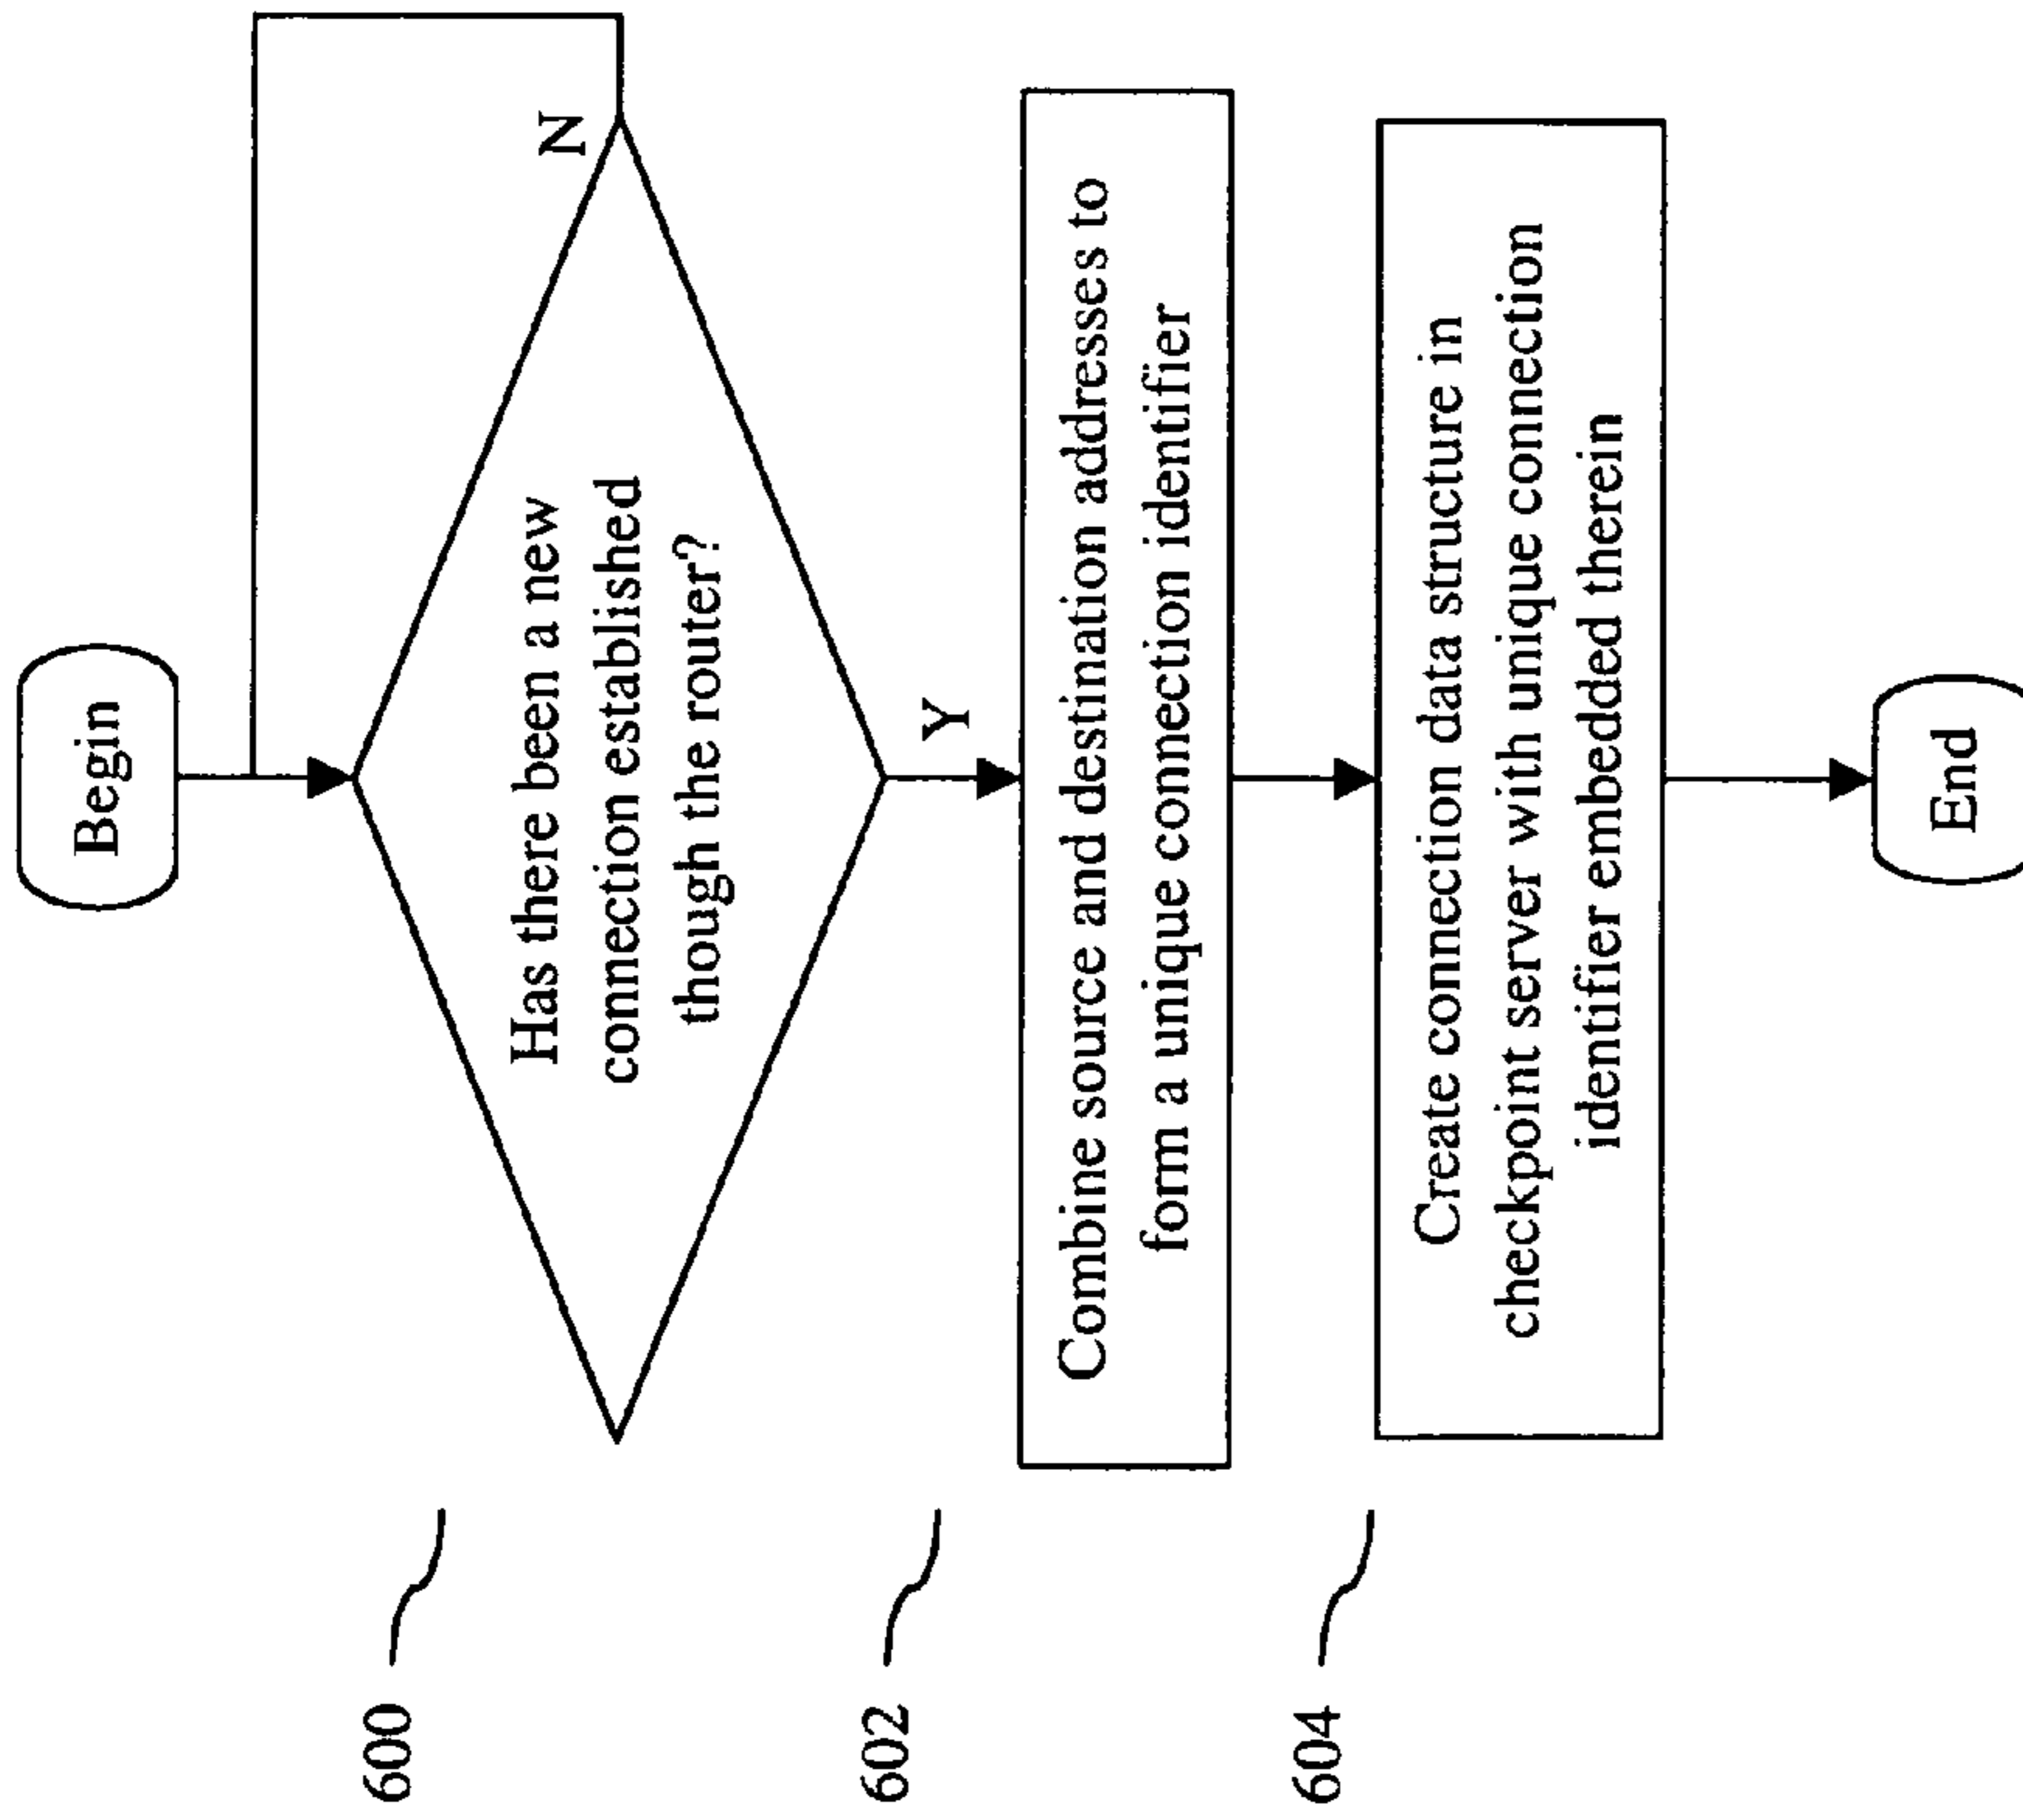 Begin
600
Has there been a new
connection established
though the router?
N
Y
602
Combine source and destination addresses to
form a unique connection identifier
604
Create connection data structure in
checkpoint server with unique connection
identifier embedded therein
End